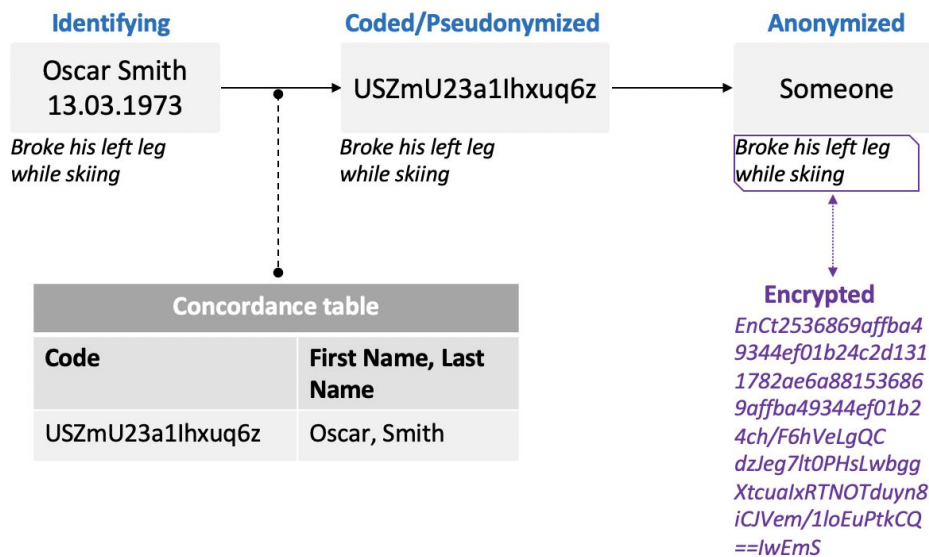 Identifying
Oscar Smith
13.03.1973
Broke his left leg
while skiing
Coded/Pseudonymized
USZmU23a1Ihxuq6z
Broke his left leg
while skiing
Anonymized
Someone
Broke his left leg
while skiing
Concordance table
Code
First Name, Last
Name
USZmU23a1Ihxuq6z
Oscar, Smith
Encrypted
EnCt2536869affba4
9344ef01b24c2d131
1782ae6a88153686
9affba49344ef01b2
4ch/F6hVeLgQC
dzJeg7lt0PHsLwbgg
XtcuaIxRTNOTduyn8
iCJVem/1loEuPtkCQ
==IwEmS